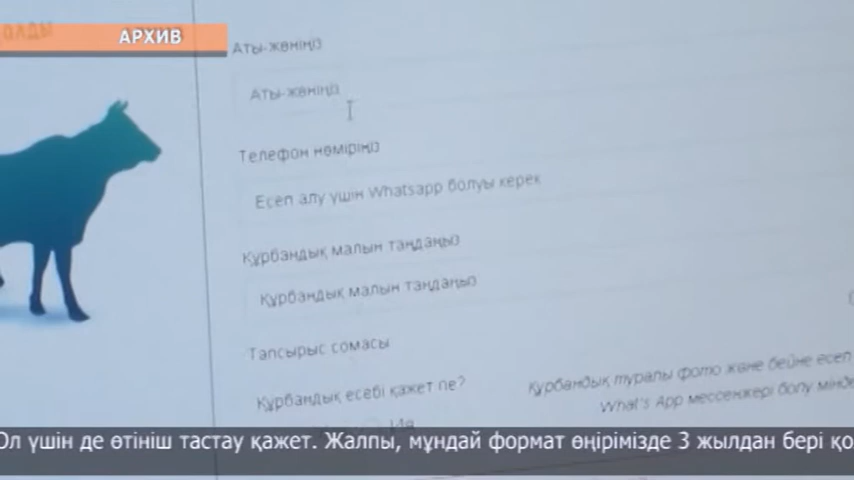 АРХИВ
Аты-жөніңіз
Аты-жөніңіз
Телефон нөміріңіз
Есеп алу үшін Whatsapp болуы керек
Құрбандық малын таңдаңыз
Құрбандық малын таңдаңыз
Тапсырыс сомасы
Құрбандық есебі қажет пе?
Құрбандық туралы фото және бейне есеп
What's App мессенжері болу
Иә
Ол үшін де өтініш тастау қажет. Жалпы, мұндай формат өңірімізде 3 жылдан бері